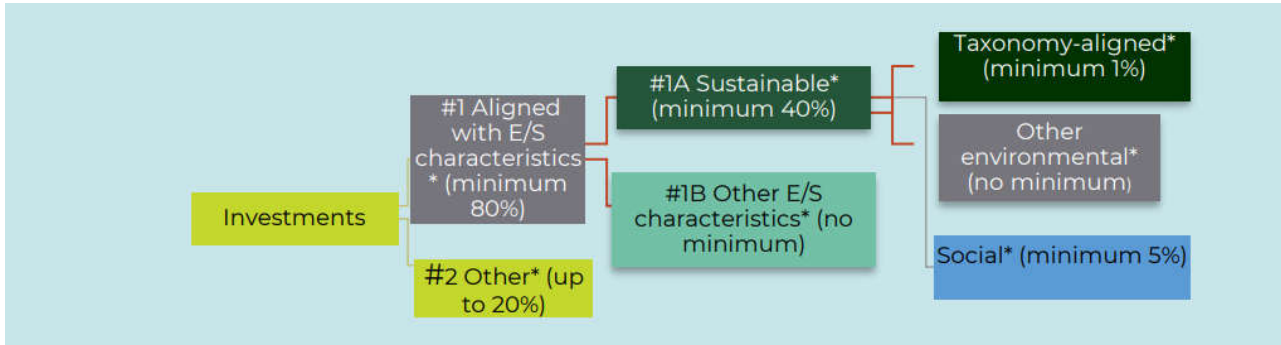 Investments
#1 Aligned
with E/S
characteristics
* (minimum
80%)
#2 Other* (up
to 20%)
#1A Sustainable*
(minimum 40%)
#1B Other E/S
characteristics* (no
minimum)
Taxonomy-aligned*
(minimum 1%)
Other
environmental*
(no minimum)
Social* (minimum 5%)